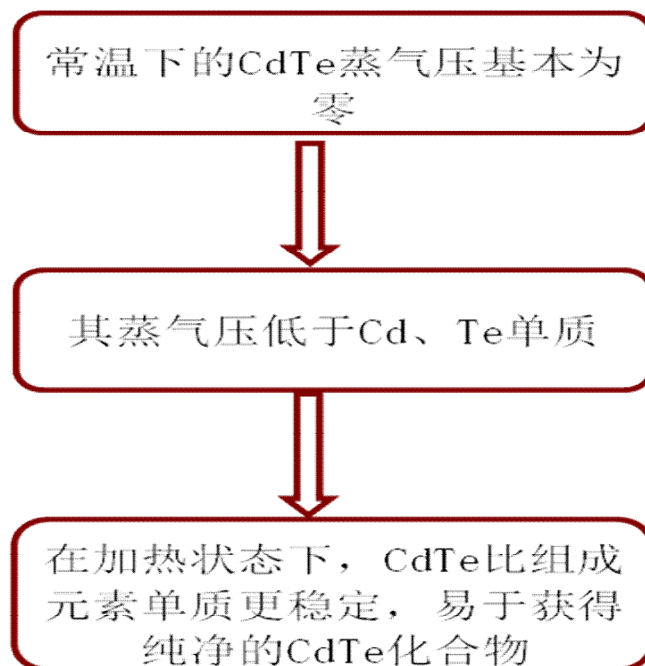 常温下的CdTe蒸气压基本为
零
其蒸气压低于Cd、Te单质
在加热状态下，CdTe比组成
元素单质更稳定，易于获得
纯净的CdTe化合物